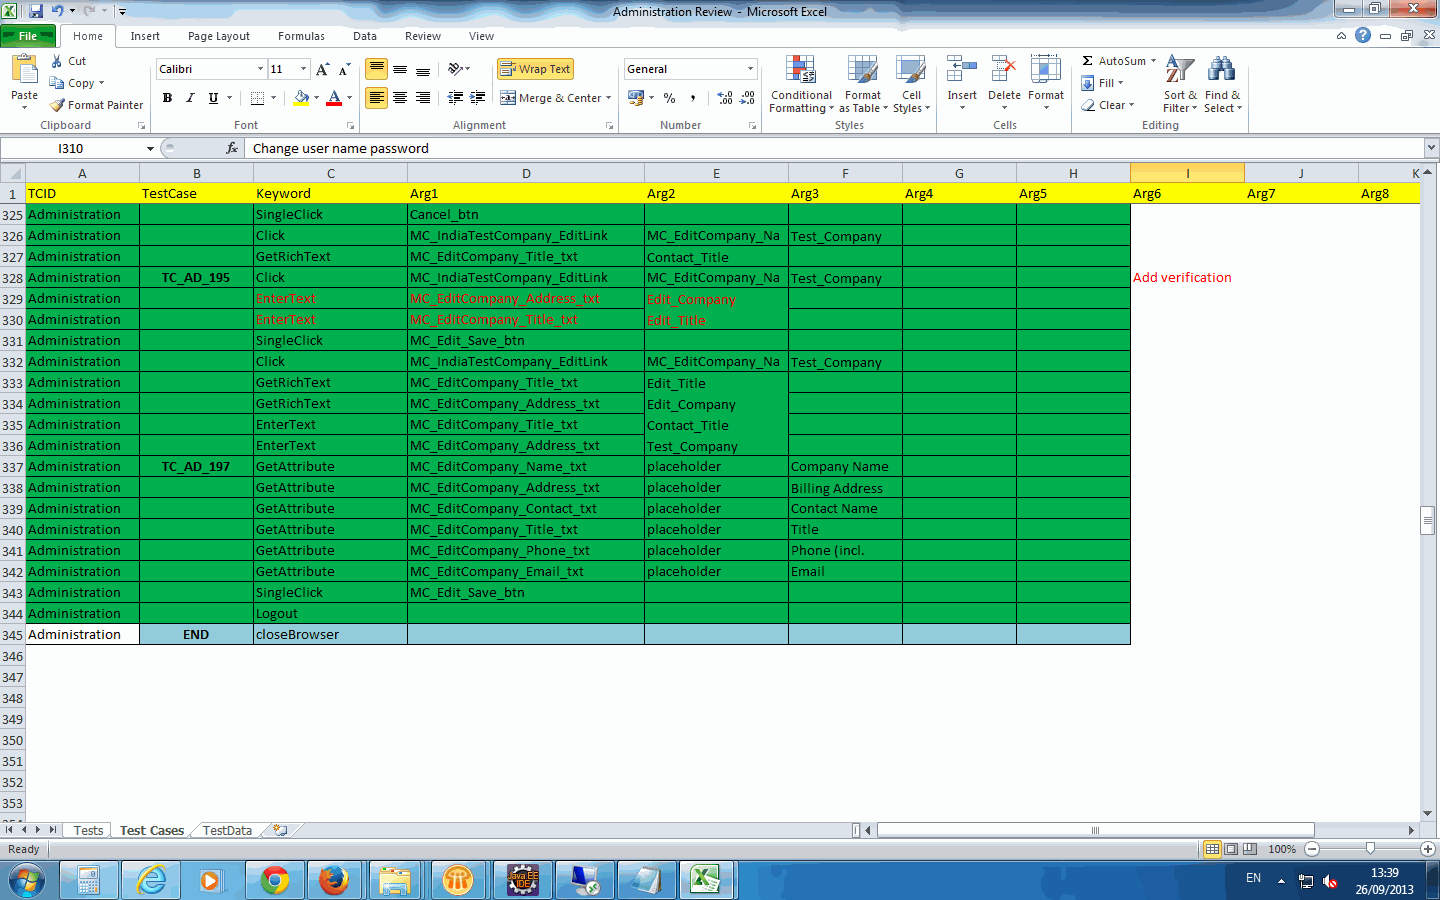 Administration Review - Microsoft Excel
File Home Insert Page Layout Formulas Data Review View
Paste Cut Copy Format Painter Clipboard
Calibri 11 A A B I U A Font
Wrap Text Merge & Center Alignment
General % , .00 Number
Conditional Formatting Format as Table Cell Styles Styles
Insert Delete Format Cells
Σ AutoSum Fill Clear Sort & Filter Find & Select Editing
I310 fx Change user name password
A B C D E F G H I J K
1 TCID TestCase Keyword Arg1 Arg2 Arg3 Arg4 Arg5 Arg6 Arg7 Arg8
325 Administration SingleClick Cancel_btn
326 Administration Click MC_IndiaTestCompany_EditLink MC_EditCompany_Na Test_Company
327 Administration GetRichText MC_EditCompany_Title_txt Contact_Title
328 Administration TC_AD_195 Click MC_IndiaTestCompany_EditLink MC_EditCompany_Na Test_Company Add verification
329 Administration EnterText MC_EditCompany_Address_txt Edit_Company
330 Administration EnterText MC_EditCompany_Title_txt Edit_Title
331 Administration SingleClick MC_Edit_Save_btn
332 Administration Click MC_IndiaTestCompany_EditLink MC_EditCompany_Na Test_Company
333 Administration GetRichText MC_EditCompany_Title_txt Edit_Title
334 Administration GetRichText MC_EditCompany_Address_txt Edit_Company
335 Administration EnterText MC_EditCompany_Title_txt Contact_Title
336 Administration EnterText MC_EditCompany_Address_txt Test_Company
337 Administration TC_AD_197 GetAttribute MC_EditCompany_Name_txt placeholder Company Name
338 Administration GetAttribute MC_EditCompany_Address_txt placeholder Billing Address
339 Administration GetAttribute MC_EditCompany_Contact_txt placeholder Contact Name
340 Administration GetAttribute MC_EditCompany_Title_txt placeholder Title
341 Administration GetAttribute MC_EditCompany_Phone_txt placeholder Phone (incl.
342 Administration GetAttribute MC_EditCompany_Email_txt placeholder Email
343 Administration SingleClick MC_Edit_Save_btn
344 Administration Logout
345 Administration END closeBrowser
346
347
348
349
350
351
352
353
Tests Test Cases TestData
Ready 100%
Java EE IDE
EN 13:39
26/09/2013